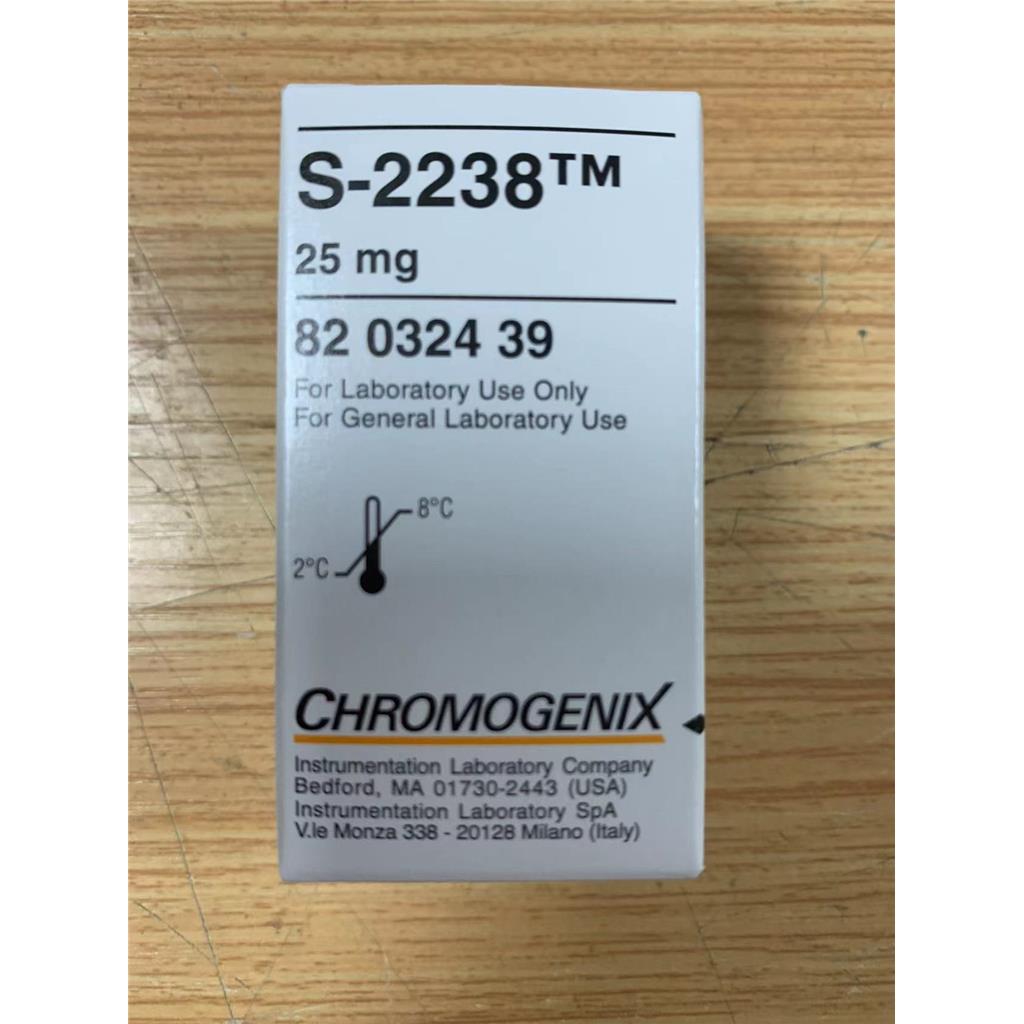 S-2238™
25 mg
82 0324 39
For Laboratory Use Only
For General Laboratory Use
8°C
2°C
CHROMOGENIX
Instrumentation Laboratory Company
Bedford, MA 01730-2443 (USA)
Instrumentation Laboratory SpA
V.le Monza 338 - 20128 Milano (Italy)